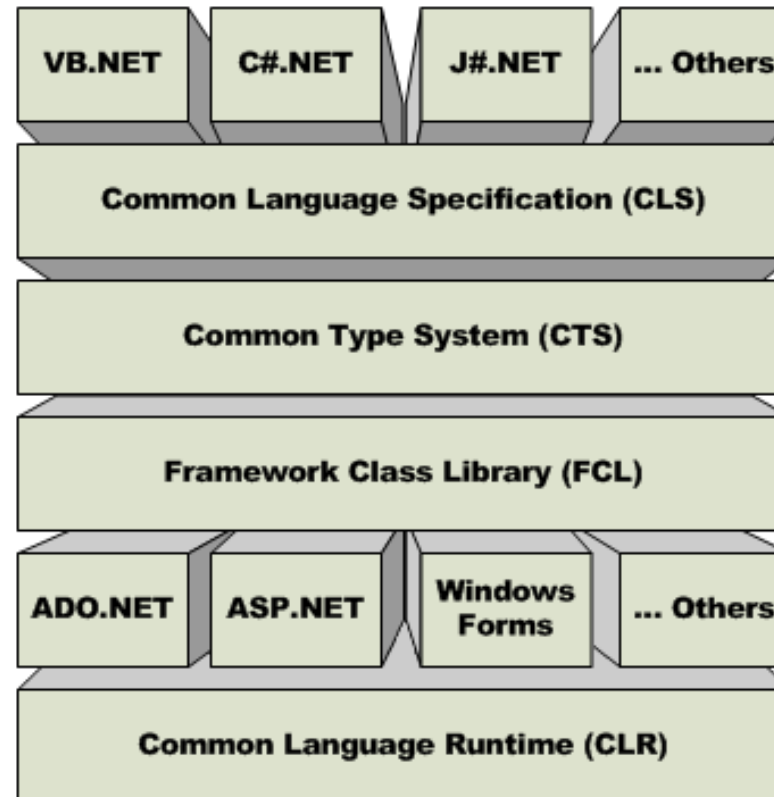 VB.NET
C#.NET
J#.NET
... Others
Common Language Specification (CLS)
Common Type System (CTS)
Framework Class Library (FCL)
ADO.NET
ASP.NET
Windows
Forms
... Others
Common Language Runtime (CLR)